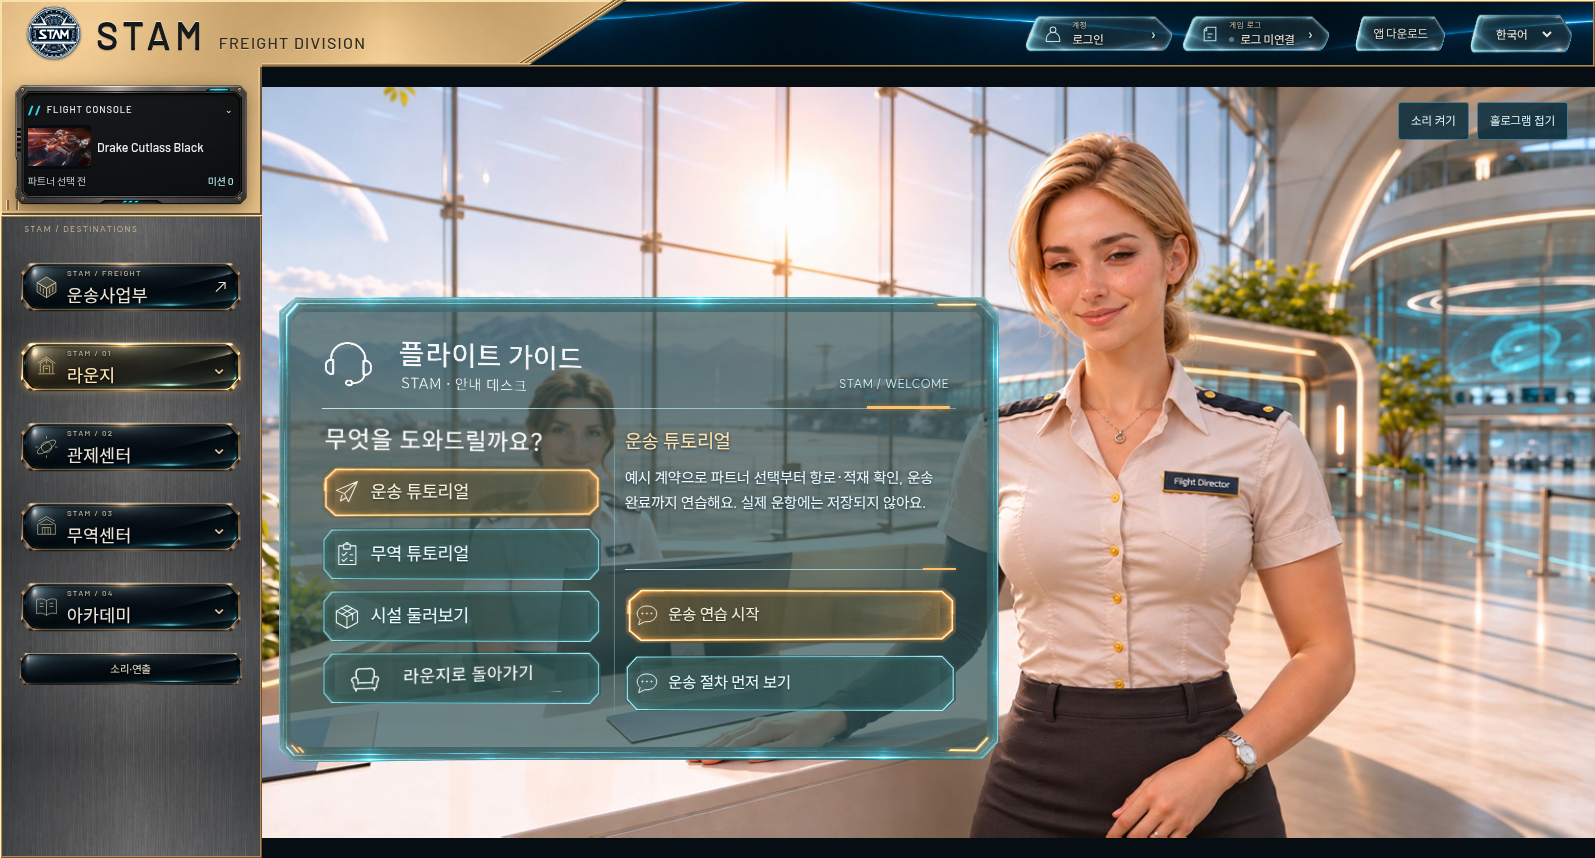 STAM
STAM FREIGHT DIVISION
계정
로그인
게임 로그
로그 미연결
앱 다운로드
한국어
// FLIGHT CONSOLE
Drake Cutlass Black
파트너 선택 전
미션 0
STAM / DESTINATIONS
STAM / FREIGHT
운송사업부
STAM / 01
라운지
STAM / 02
관제센터
STAM / 03
무역센터
STAM / 04
아카데미
소리·연출
소리 켜기
홀로그램 접기
플라이트 가이드
STAM · 안내 데스크
STAM / WELCOME
무엇을 도와드릴까요?
운송 튜토리얼
무역 튜토리얼
시설 둘러보기
라운지로 돌아가기
운송 튜토리얼
예시 계약으로 파트너 선택부터 항로·적재 확인, 운송
완료까지 연습해요. 실제 운항에는 저장되지 않아요.
운송 연습 시작
운송 절차 먼저 보기
Flight Director